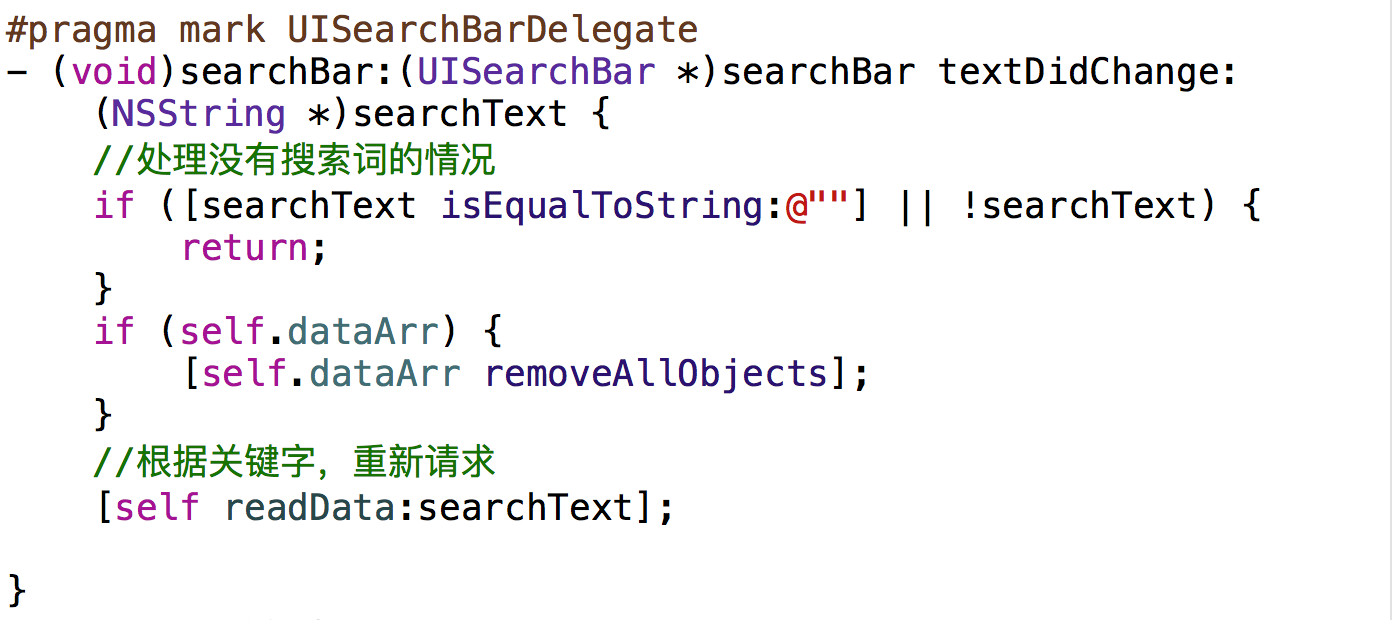 #pragma mark UISearchBarDelegate
- (void)searchBar:(UISearchBar *)searchBar textDidChange:
(NSString *)searchText {
//处理没有搜索词的情况
if ([searchText isEqualToString:@""] || !searchText) {
return;
}
if (self.dataArr) {
[self.dataArr removeAllObjects];
}
//根据关键字，重新请求
[self readData:searchText];
}